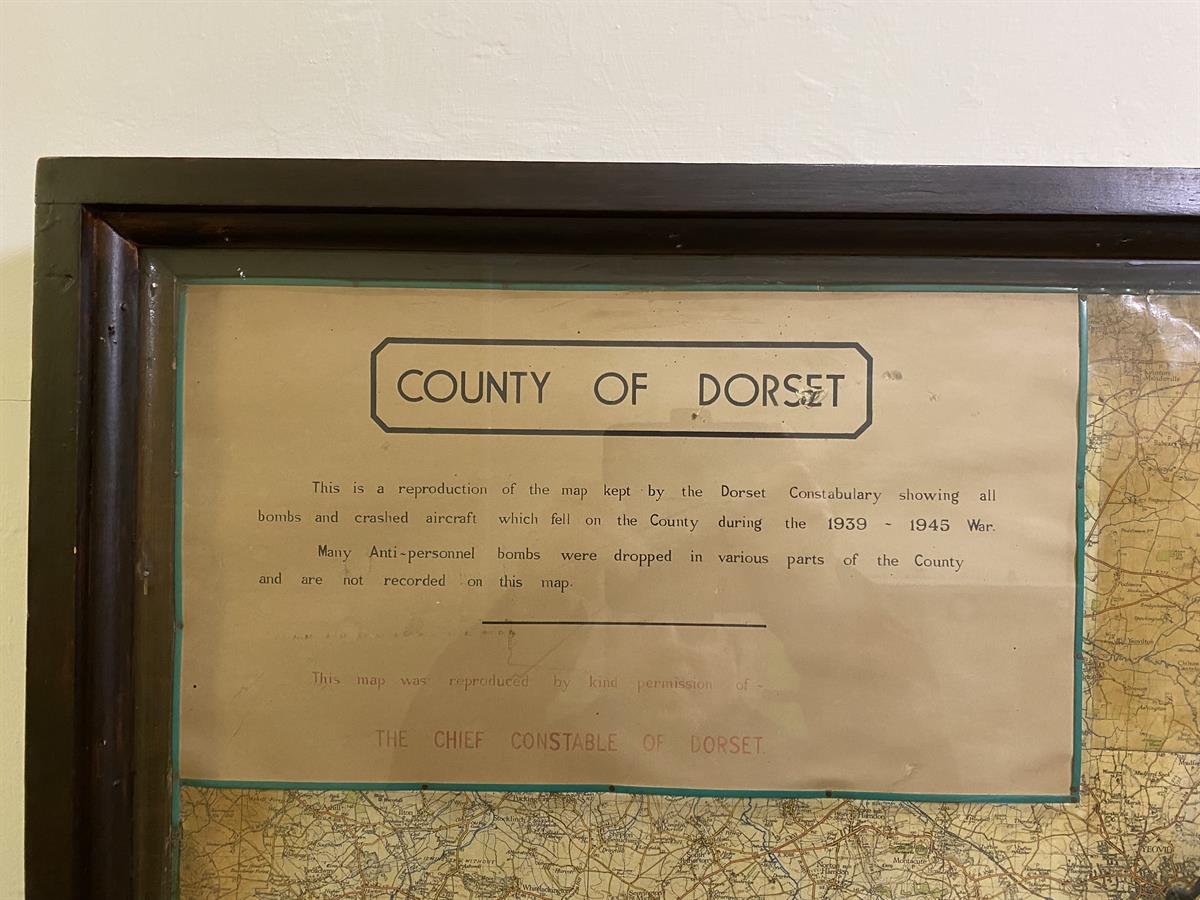 COUNTY OF DORSET
This is a reproduction of the map kept by the Dorset Constabulary showing all
bombs and crashed aircraft which fell on the County during the 1939 ~ 1945 War.
Many Anti-personnel bombs were dropped in various parts of the County
and are not recorded on this map.
This map was reproduced by kind permission of -
THE CHIEF CONSTABLE OF DORSET.
Yeovilton
Montacute
YEOVIL